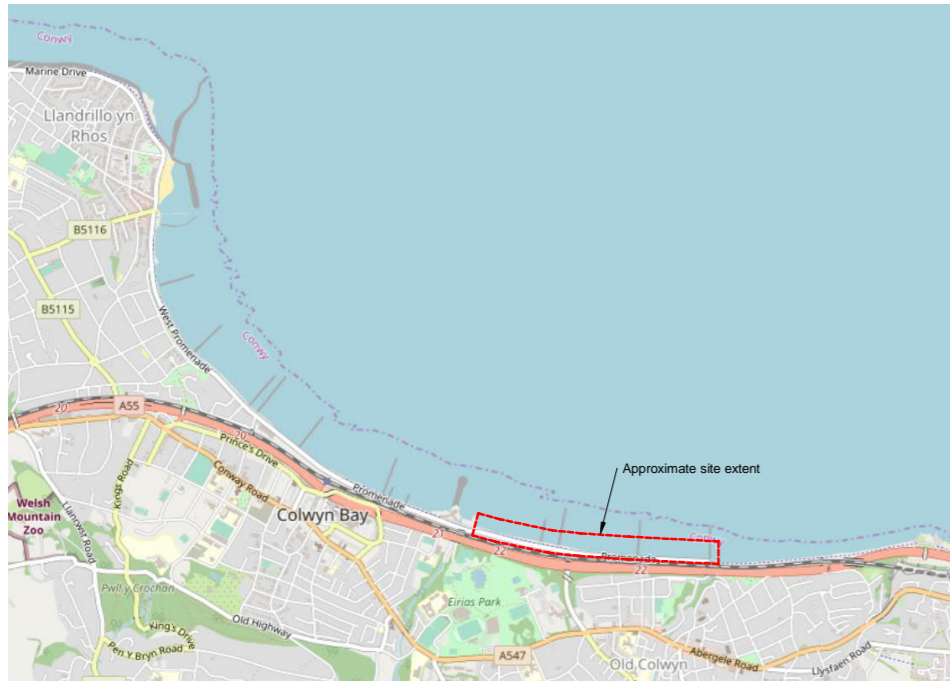 Conwy
Marine Drive
Llandrillo yn
Rhos
B5116
B5115
West Promenade
Conwy
20
A55
20
Prince's Drive
Conway Road
Kings Road
Llanrwst Road
Welsh
Mountain
Zoo
Promenade
Colwyn Bay
Approximate site extent
Conwy
21
22
Promenade
22
Pwll y Crochan
Eirias Park
King's Drive
Old Highway
Pen Y Bryn Road
A547
Old Colwyn
Abergele Road
Llysfaen Road